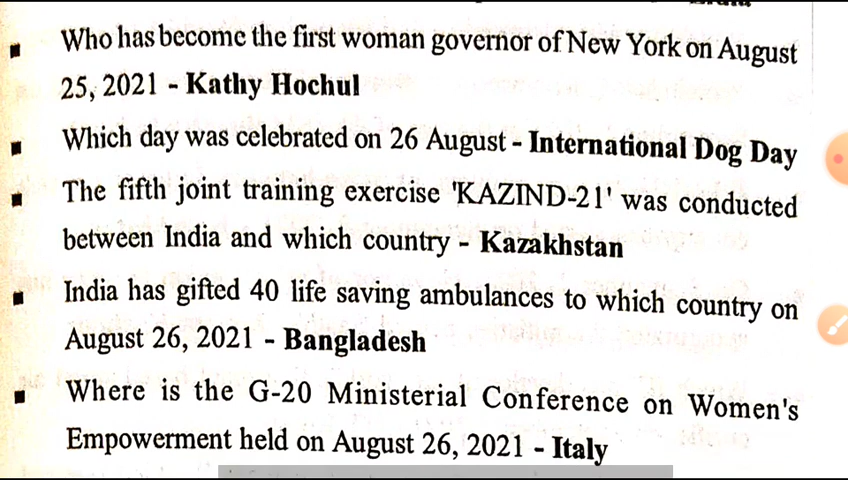 Who has become the first woman governor of New York on August
25, 2021 - Kathy Hochul
Which day was celebrated on 26 August - International Dog Day
The fifth joint training exercise 'KAZIND-21' was conducted
between India and which country - Kazakhstan
India has gifted 40 life saving ambulances to which country on
August 26, 2021 - Bangladesh
Where is the G-20 Ministerial Conference on Women's
Empowerment held on August 26, 2021 - Italy